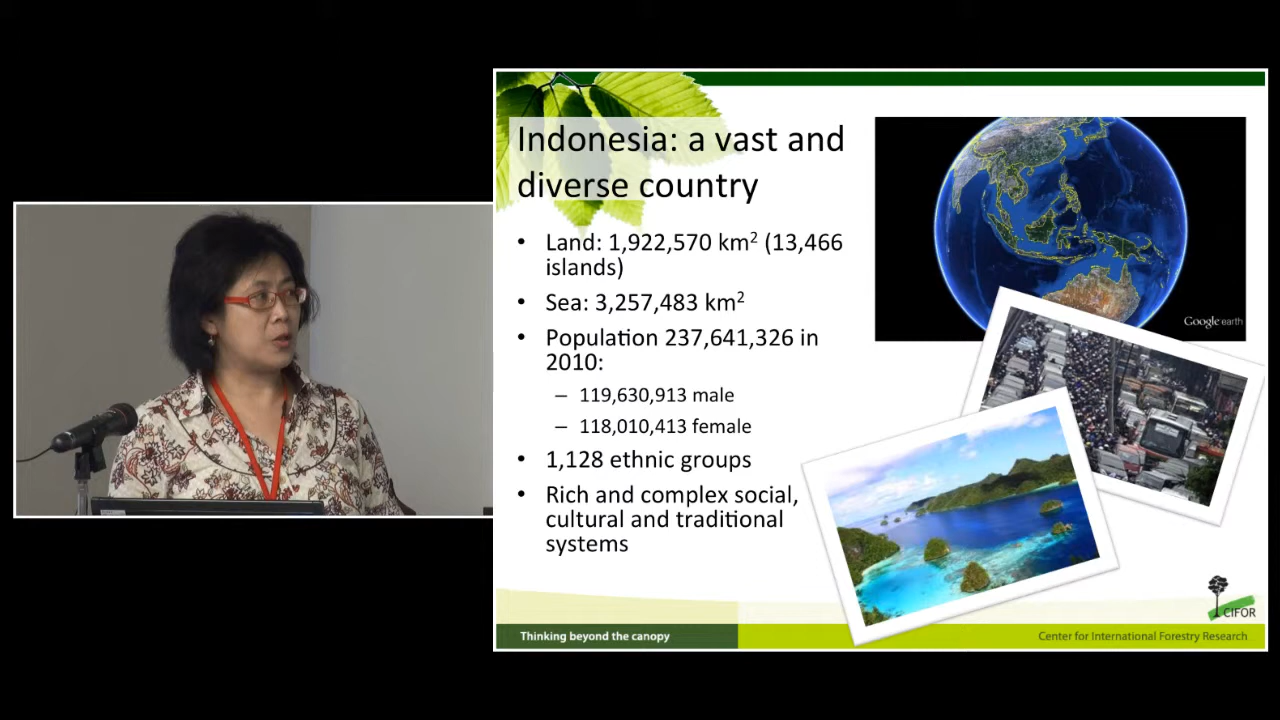 Indonesia: a vast and
diverse country
• Land: 1,922,570 km² (13,466
islands)
• Sea: 3,257,483 km²
• Population 237,641,326 in
2010:
– 119,630,913 male
– 118,010,413 female
• 1,128 ethnic groups
• Rich and complex social,
cultural and traditional
systems
Google earth
CIFOR
Thinking beyond the canopy
Center for International Forestry Research